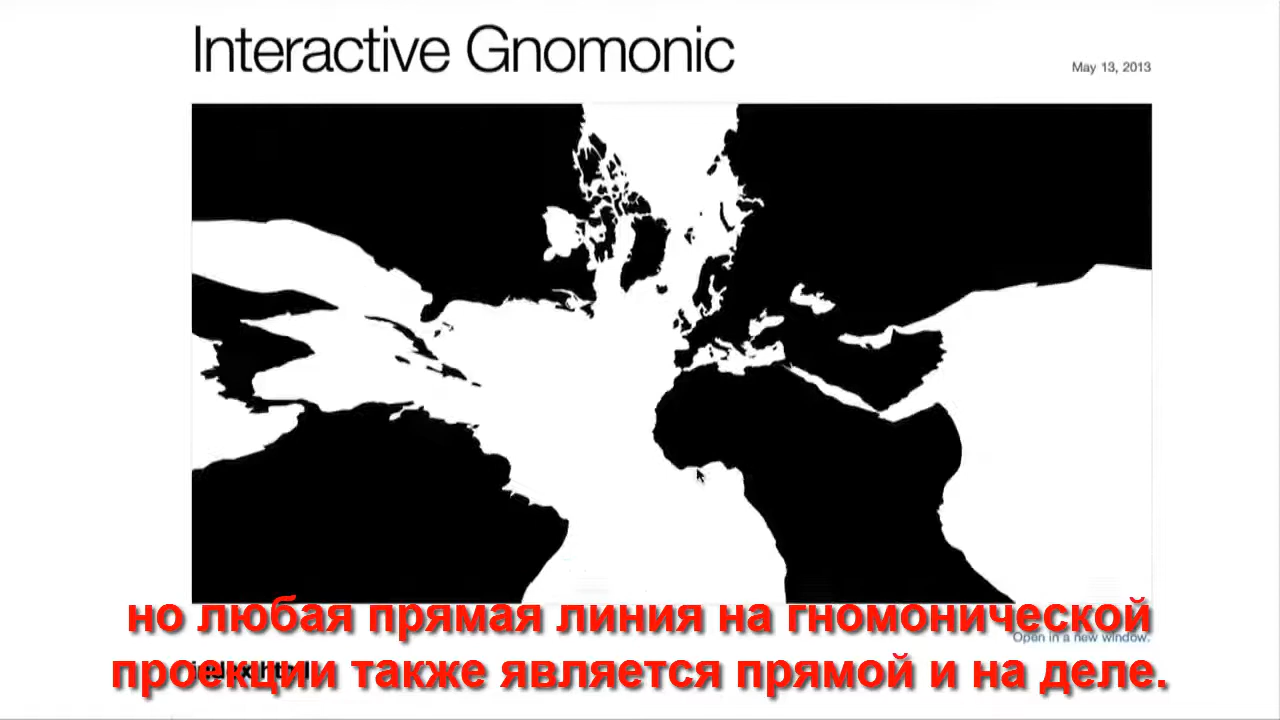 Interactive Gnomonic
May 13, 2013
но любая прямая линия на гномонической
Open in a new window.
проекции также является прямой и на деле.